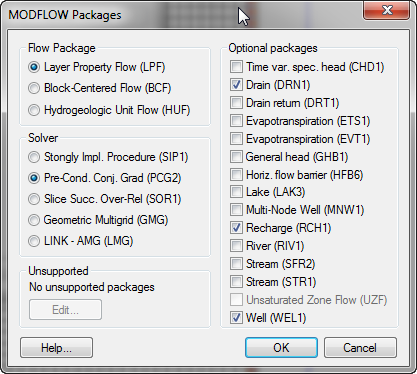 MODFLOW Packages
Flow Package
Layer Property Flow (LPF)
Block-Centered Flow (BCF)
Hydrogeologic Unit Flow (HUF)
Solver
Stongly Impl. Procedure (SIP1)
Pre-Cond. Conj. Grad (PCG2)
Slice Succ. Over-Rel (SOR1)
Geometric Multigrid (GMG)
LINK - AMG (LMG)
Unsupported
No unsupported packages
Edit...
Optional packages
Time var. spec. head (CHD1)
Drain (DRN1)
Drain return (DRT1)
Evapotranspiration (ETS1)
Evapotranspiration (EVT1)
General head (GHB1)
Horiz. flow barrier (HFB6)
Lake (LAK3)
Multi-Node Well (MNW1)
Recharge (RCH1)
River (RIV1)
Stream (SFR2)
Stream (STR1)
Unsaturated Zone Flow (UZF)
Well (WEL1)
Help...
OK
Cancel